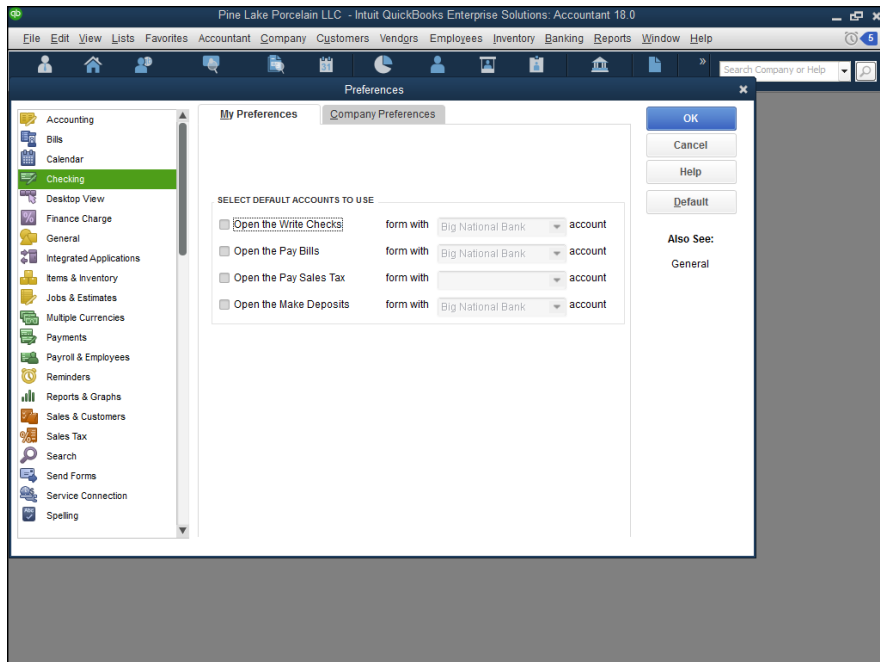 qb Pine Lake Porcelain LLC - Intuit QuickBooks Enterprise Solutions: Accountant 18.0
File Edit View Lists Favorites Accountant Company Customers Vendors Employees Inventory Banking Reports Window Help 5
31 » Search Company or Help
Preferences
My Preferences Company Preferences
Accounting
Bills
Calendar
Checking
Desktop View
Finance Charge
General
Integrated Applications
Items & Inventory
Jobs & Estimates
Multiple Currencies
Payments
Payroll & Employees
Reminders
Reports & Graphs
Sales & Customers
Sales Tax
Search
Send Forms
Service Connection
Spelling
SELECT DEFAULT ACCOUNTS TO USE
Open the Write Checks form with Big National Bank account
Open the Pay Bills form with Big National Bank account
Open the Pay Sales Tax form with account
Open the Make Deposits form with Big National Bank account
OK
Cancel
Help
Default
Also See:
General